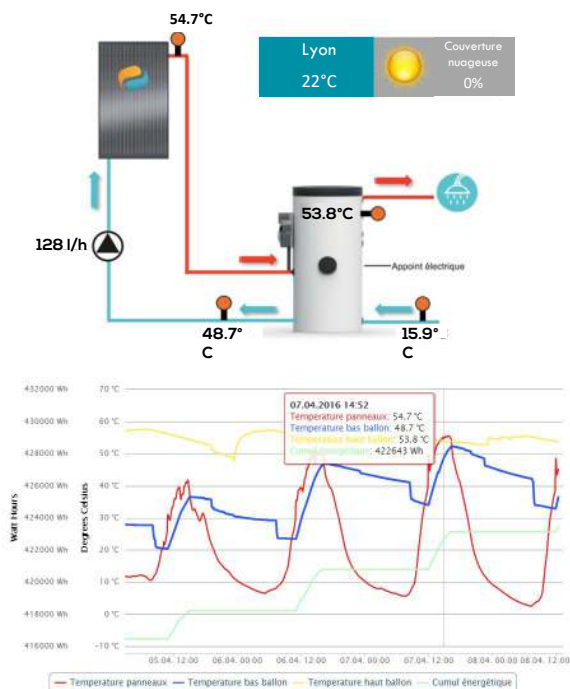 54.7°C
Lyon
22°C
Couverture
nuageuse
0%
53.8°C
128 l/h
Appoint électrique
48.7°
C
15.9°
C
432000 Wh
430000 Wh
428000 Wh
426000 Wh
424000 Wh
422000 Wh
420000 Wh
418000 Wh
416000 Wh
Watt Hours
70 °C
60 °C
50 °C
40 °C
30 °C
20 °C
10 °C
0 °C
-10 °C
Degrees Celsius
07.04.2016 14:52
Temperature panneaux: 54.7 °C
Temperature bas ballon: 48.7 °C
Temperature haut ballon: 53.8 °C
Cumul énergétique: 422643 Wh
05.04. 12:00
06.04. 00:00
06.04. 12:00
07.04. 00:00
07.04. 12:00
08.04. 00:00
08.04. 12:00
Temperature panneaux
Temperature bas ballon
Temperature haut ballon
Cumul énergétique